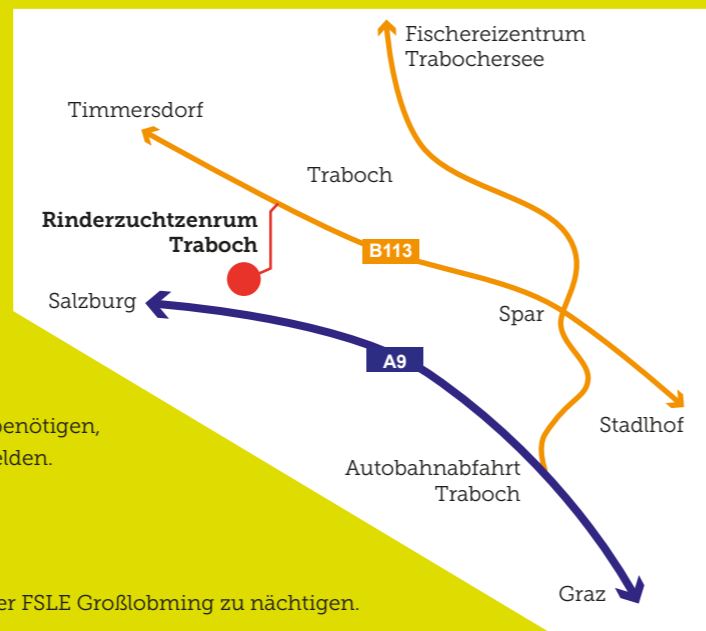 Fischereizentrum
Trabochersee
Timmersdorf
Traboch
Rinderzuchtzenrum
Traboch
B113
Salzburg
Spar
A9
benötigen,
Stadlhof
elden.
Autobahnabfahrt
Traboch
Graz
er FSLE Großlobming zu nächtigen.